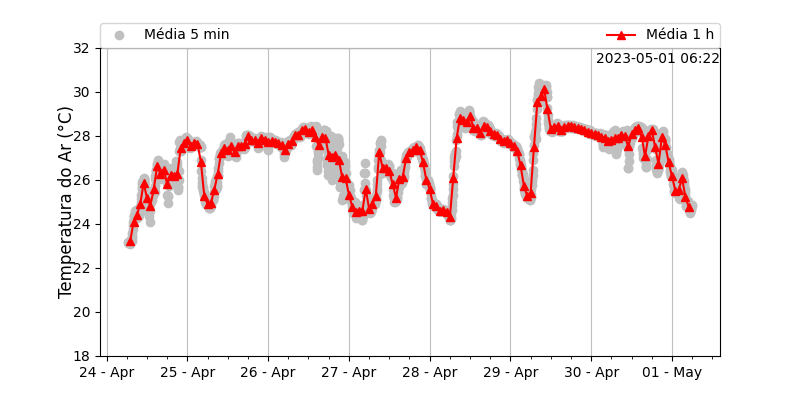 Média 5 min
Média 1 h
2023-05-01 06:22
Temperatura do Ar (°C)
32
30
28
26
24
22
20
18
24 - Apr
25 - Apr
26 - Apr
27 - Apr
28 - Apr
29 - Apr
30 - Apr
01 - May